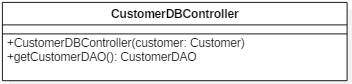 CustomerDBController
+CustomerDBController(customer: Customer)
+getCustomerDAO(): CustomerDAO